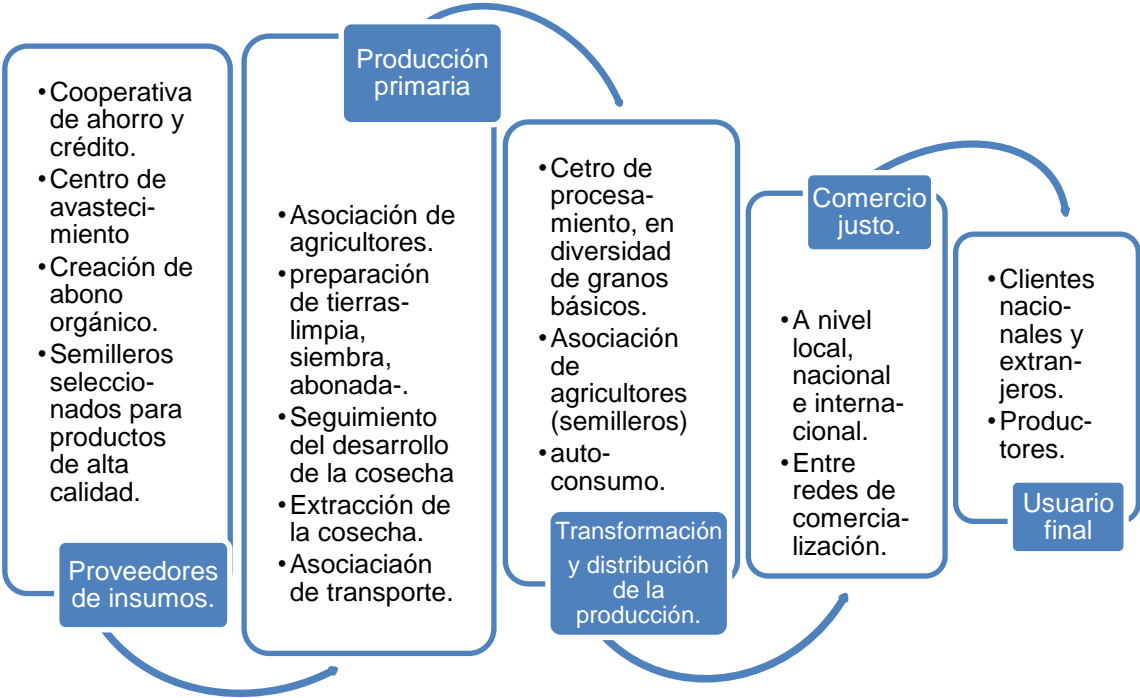 •Cooperativa
de ahorro y
crédito.
•Centro de
avasteci-
miento
•Creación de
abono
orgánico.
•Semilleros
seleccio-
nados para
productos
de alta
calidad.
Proveedores
de insumos.
Producción
primaria
•Asociación de
agricultores.
•preparación
de tierras-
limpia,
siembra,
abonada-.
•Seguimiento
del desarrollo
de la cosecha
•Extracción de
la cosecha.
•Asociaciaón
de transporte.
•Cetro de
procesa-
miento, en
diversidad
de granos
básicos.
•Asociación
de
agricultores
(semilleros)
•auto-
consumo.
Transformación
y distribución
de la
producción.
Comercio
justo.
•A nivel
local,
nacional
e interna-
cional.
•Entre
redes de
comercia-
lización.
•Clientes
nacio-
nales y
extran-
jeros.
•Produc-
tores.
Usuario
final